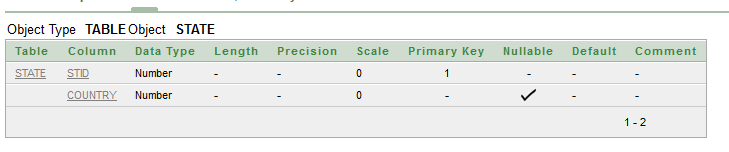 Object Type TABLE Object STATE
Table Column Data Type Length Precision Scale Primary Key Nullable Default Comment
STATE STID Number - - 0 1 - - -
COUNTRY Number - - 0 - ✓ - -
1 - 2